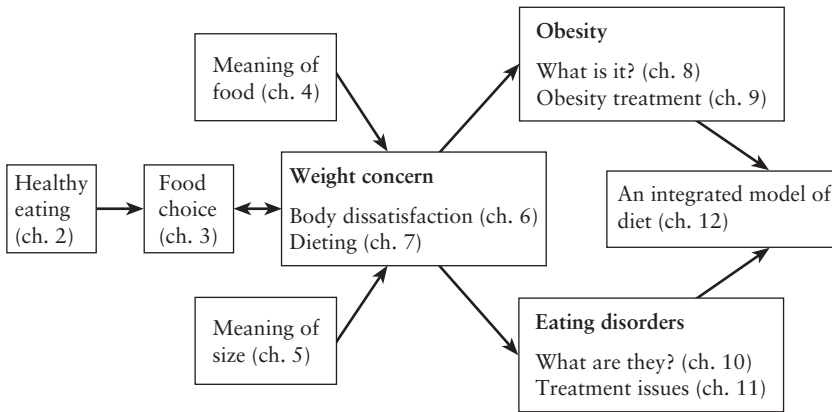 Healthy
eating
(ch. 2)
Food
choice
(ch. 3)
Meaning of
food (ch. 4)
Meaning of
size (ch. 5)
Weight concern
Body dissatisfaction (ch. 6)
Dieting (ch. 7)
Obesity
What is it? (ch. 8)
Obesity treatment (ch. 9)
Eating disorders
What are they? (ch. 10)
Treatment issues (ch. 11)
An integrated model of
diet (ch. 12)